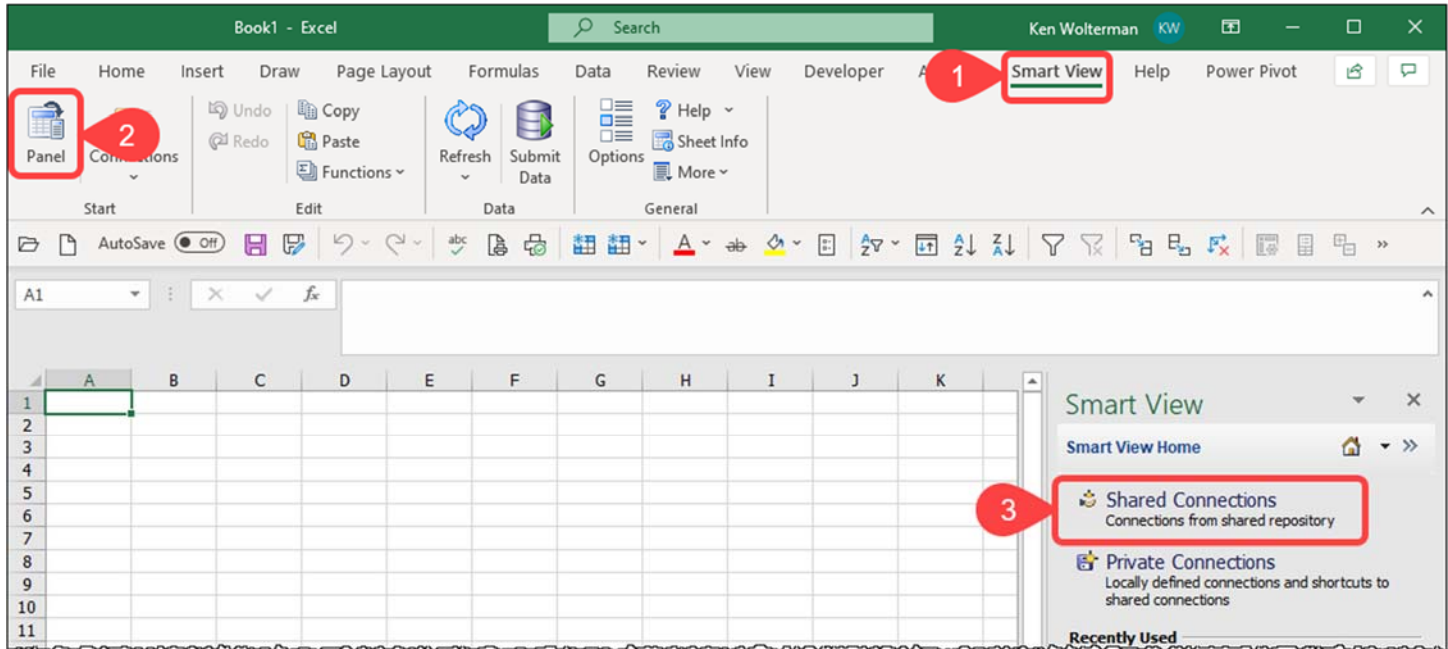 Book1 - Excel
Search
Ken Wolterman
KW
File Home Insert Draw Page Layout Formulas Data Review View Developer 1 Smart View Help Power Pivot
2
Panel
Undo
Redo
Copy
Paste
Functions
Refresh
Submit
Data
Options
Help
Sheet Info
More
Start Edit Data General
AutoSave Off
abc
A1
fx
A B C D E F G H I J K
1
2
3
4
5
6
7
8
9
10
11
Smart View
Smart View Home
3
Shared Connections
Connections from shared repository
Private Connections
Locally defined connections and shortcuts to
shared connections
Recently Used